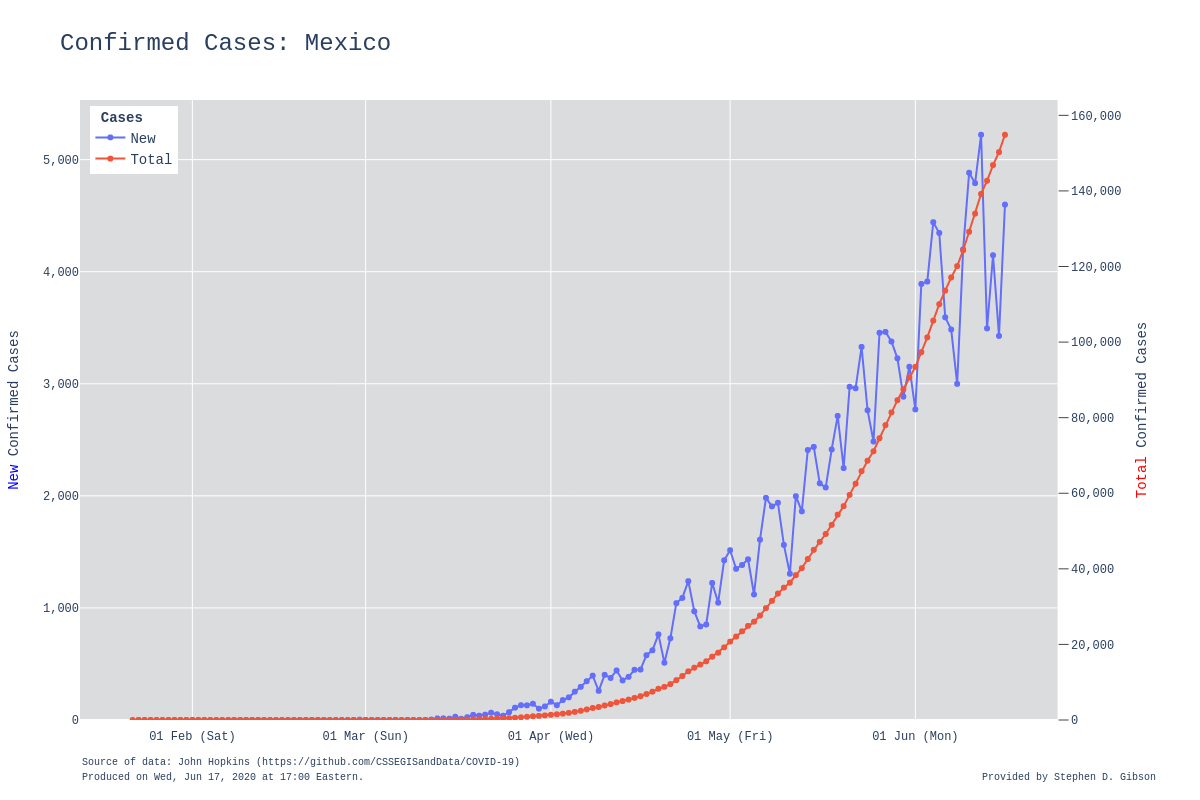 Confirmed Cases: Mexico
Cases
New
Total
5,000
4,000
3,000
2,000
1,000
0
New Confirmed Cases
160,000
140,000
120,000
100,000
80,000
60,000
40,000
20,000
0
Total Confirmed Cases
01 Feb (Sat)
01 Mar (Sun)
01 Apr (Wed)
01 May (Fri)
01 Jun (Mon)
Source of data: John Hopkins (https://github.com/CSSEGISandData/COVID-19)
Produced on Wed, Jun 17, 2020 at 17:00 Eastern.
Provided by Stephen D. Gibson